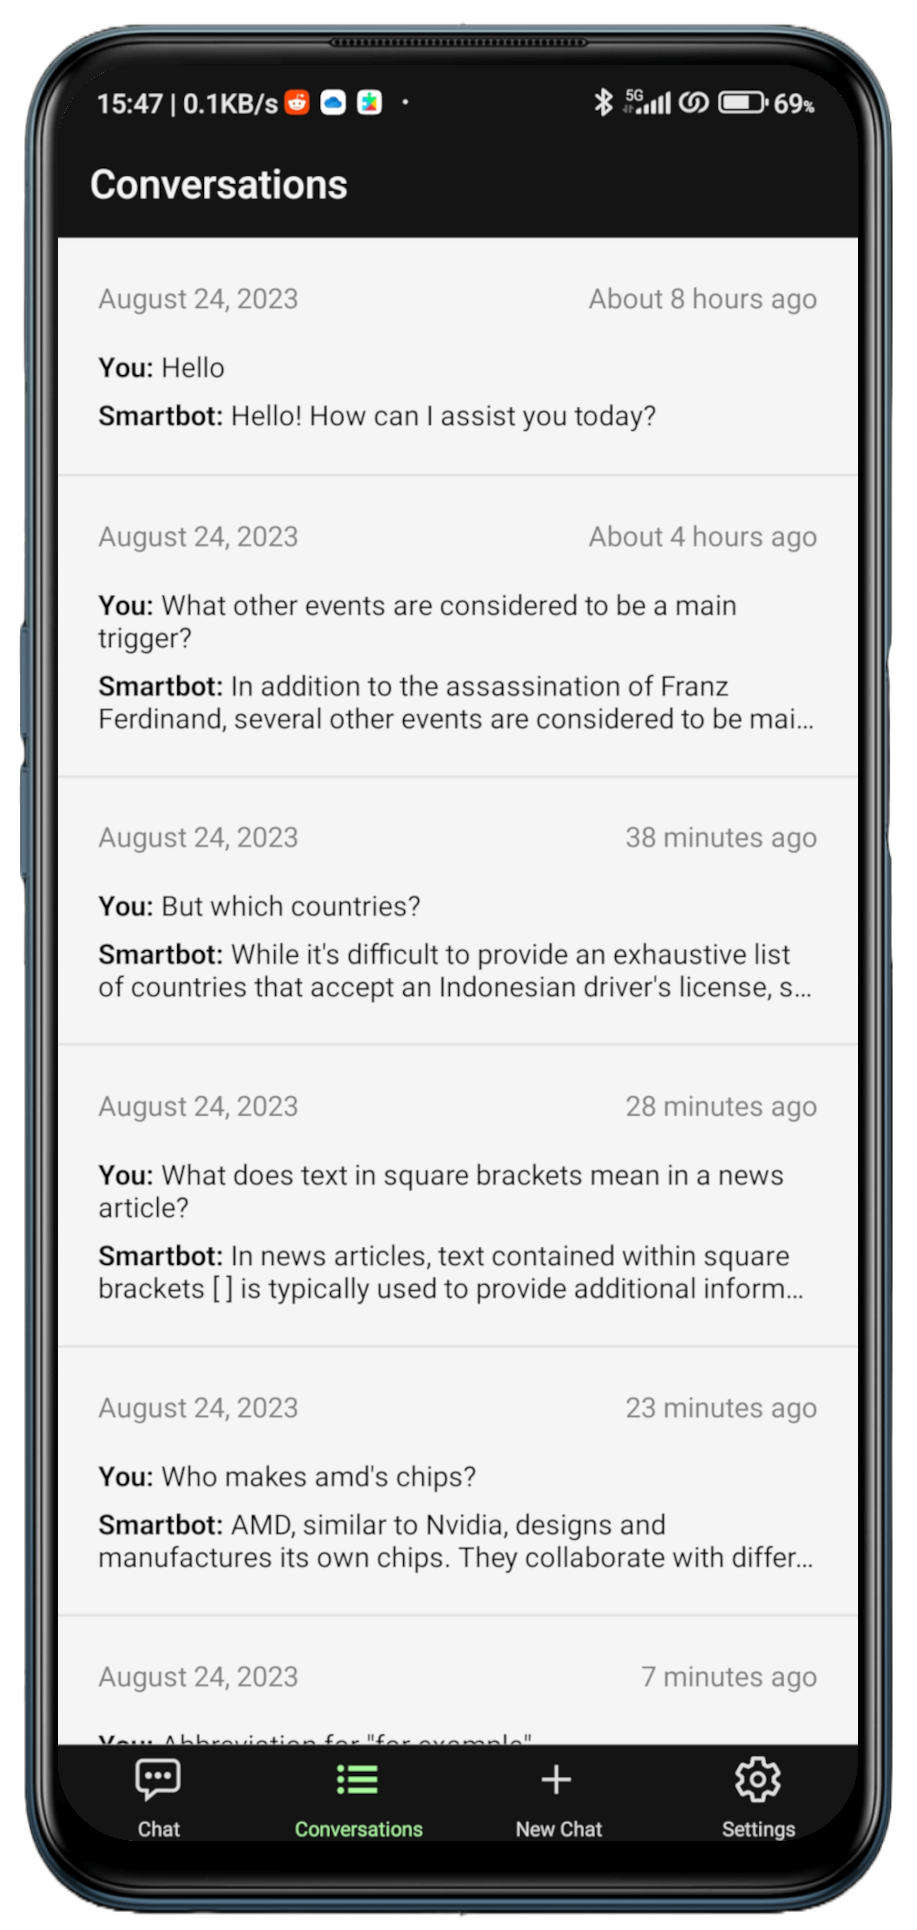 15:47 | 0.1KB/s
5G
69%
Conversations
August 24, 2023 About 8 hours ago
You: Hello
Smartbot: Hello! How can I assist you today?
August 24, 2023 About 4 hours ago
You: What other events are considered to be a main
trigger?
Smartbot: In addition to the assassination of Franz
Ferdinand, several other events are considered to be mai...
August 24, 2023 38 minutes ago
You: But which countries?
Smartbot: While it's difficult to provide an exhaustive list
of countries that accept an Indonesian driver's license, s...
August 24, 2023 28 minutes ago
You: What does text in square brackets mean in a news
article?
Smartbot: In news articles, text contained within square
brackets [ ] is typically used to provide additional inform...
August 24, 2023 23 minutes ago
You: Who makes amd's chips?
Smartbot: AMD, similar to Nvidia, designs and
manufactures its own chips. They collaborate with differ...
August 24, 2023 7 minutes ago
You: Abbreviation for "for example"
Chat Conversations New Chat Settings